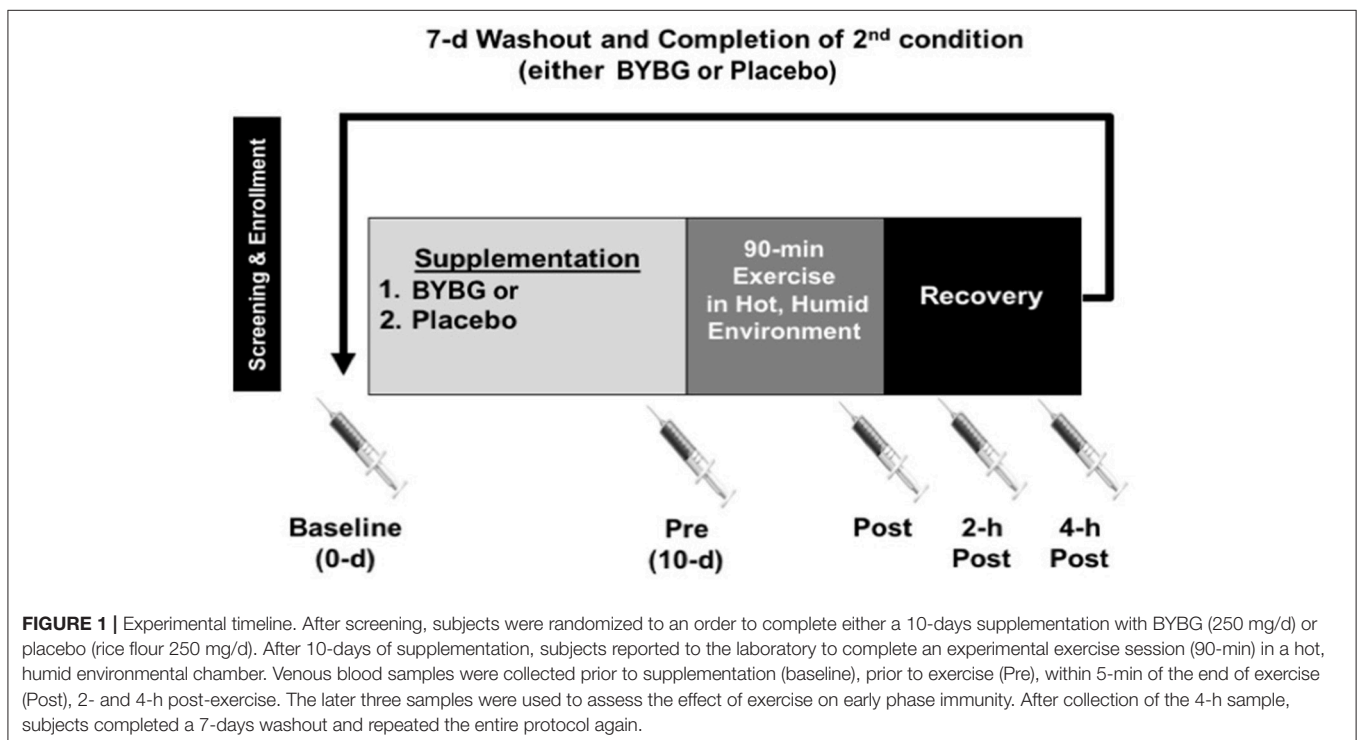 7-d Washout and Completion of 2nd condition
(either BYBG or Placebo)
Screening & Enrollment
Supplementation
1. BYBG or
2. Placebo
90-min
Exercise
in Hot, Humid
Environment
Recovery
Baseline
(0-d)
Pre
(10-d)
Post
2-h
Post
4-h
Post
FIGURE 1 | Experimental timeline. After screening, subjects were randomized to an order to complete either a 10-days supplementation with BYBG (250 mg/d) or
placebo (rice flour 250 mg/d). After 10-days of supplementation, subjects reported to the laboratory to complete an experimental exercise session (90-min) in a hot,
humid environmental chamber. Venous blood samples were collected prior to supplementation (baseline), prior to exercise (Pre), within 5-min of the end of exercise
(Post), 2- and 4-h post-exercise. The later three samples were used to assess the effect of exercise on early phase immunity. After collection of the 4-h sample,
subjects completed a 7-days washout and repeated the entire protocol again.